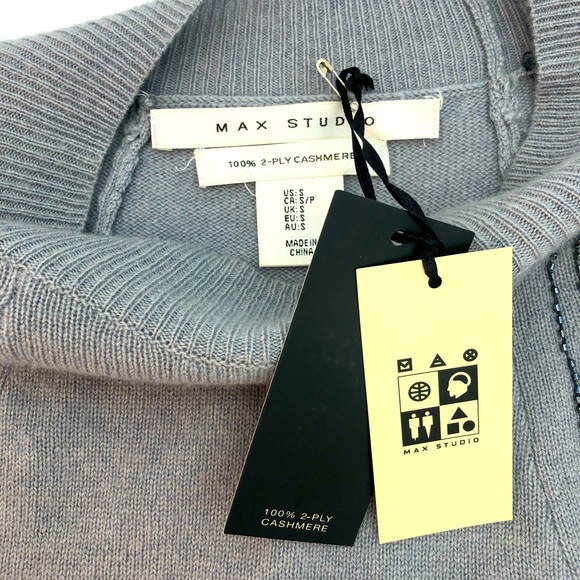 MAX STUDIO
100% 2-PLY CASHMERE
US:S
CA:S/P
UK:S
EU:S
AU:S
MADE IN
CHINA
MAX STUDIO
100% 2-PLY
CASHMERE